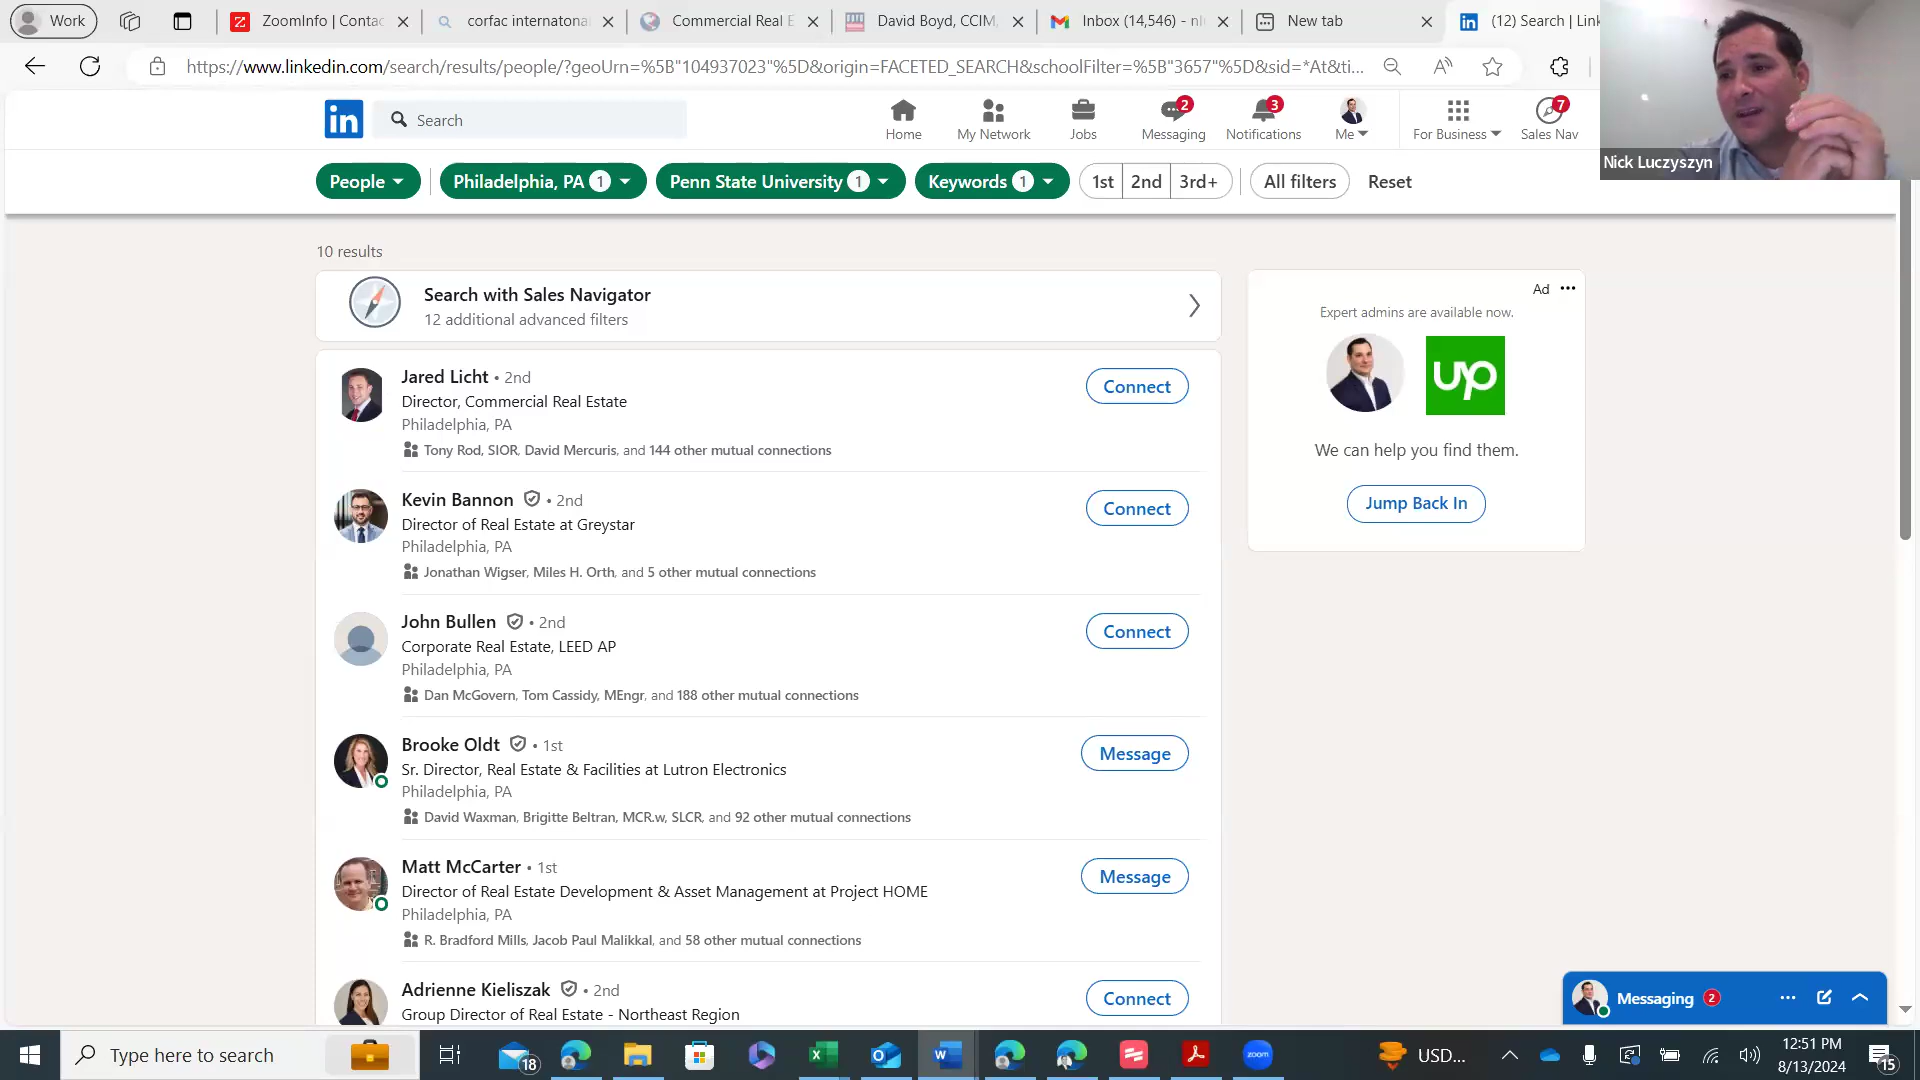 Work
ZoomInfo | Contac
corfac internatona
Commercial Real E
David Boyd, CCIM,
Inbox (14,546) - nl
New tab
(12) Search | Link
https://www.linkedin.com/search/results/people/?geoUrn=%5B"104937023"%5D&origin=FACETED_SEARCH&schoolFilter=%5B"3657"%5D&sid=*At&ti...
Nick Luczyszyn
in
Search
Home
My Network
Jobs
2
Messaging
3
Notifications
Me
For Business
7
Sales Nav
People
Philadelphia, PA 1
Penn State University 1
Keywords 1
1st
2nd
3rd+
All filters
Reset
10 results
Search with Sales Navigator
12 additional advanced filters
Jared Licht • 2nd
Director, Commercial Real Estate
Philadelphia, PA
Tony Rod, SIOR, David Mercuris, and 144 other mutual connections
Connect
Kevin Bannon • 2nd
Director of Real Estate at Greystar
Philadelphia, PA
Jonathan Wigser, Miles H. Orth, and 5 other mutual connections
Connect
John Bullen • 2nd
Corporate Real Estate, LEED AP
Philadelphia, PA
Dan McGovern, Tom Cassidy, MEngr, and 188 other mutual connections
Connect
Brooke Oldt • 1st
Sr. Director, Real Estate & Facilities at Lutron Electronics
Philadelphia, PA
David Waxman, Brigitte Beltran, MCR.w, SLCR, and 92 other mutual connections
Message
Matt McCarter • 1st
Director of Real Estate Development & Asset Management at Project HOME
Philadelphia, PA
R. Bradford Mills, Jacob Paul Malikkal, and 58 other mutual connections
Message
Adrienne Kieliszak • 2nd
Group Director of Real Estate - Northeast Region
Connect
Ad
Expert admins are available now.
up
We can help you find them.
Jump Back In
Messaging 2
Type here to search
18
zoom
USD...
12:51 PM
8/13/2024
15